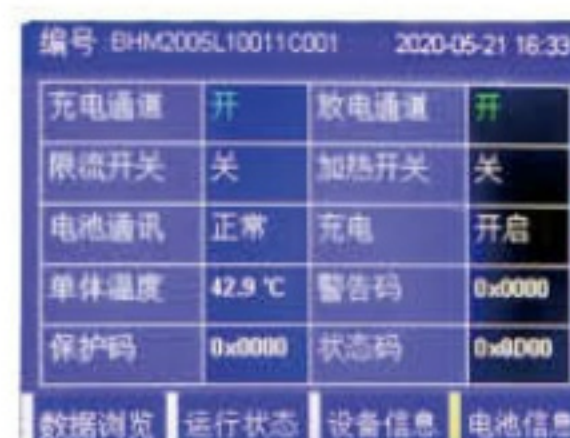 编号 BHM2005L10011C001 2020-05-21 16:33
充电通道 开 放电通道 开
限流开关 关 加热开关 关
电池通讯 正常 充电 开启
单体温度 42.9 ℃ 警告码 0x0000
保护码 0x0000 状态码 0x0D00
数据浏览 运行状态 设备信息 电池信息